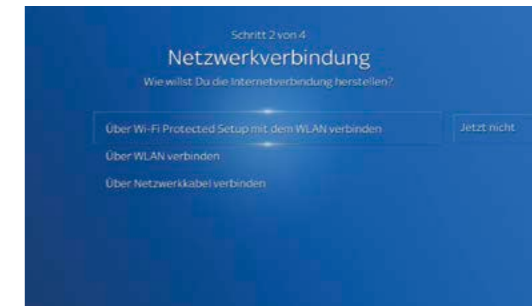 Schritt 2 von 4
Netzwerkverbindung
Wie willst Du die Internetverbindung herstellen?
Über Wi-Fi Protected Setup mit dem WLAN verbinden
Jetzt nicht
Über WLAN verbinden
Über Netzwerkkabel verbinden